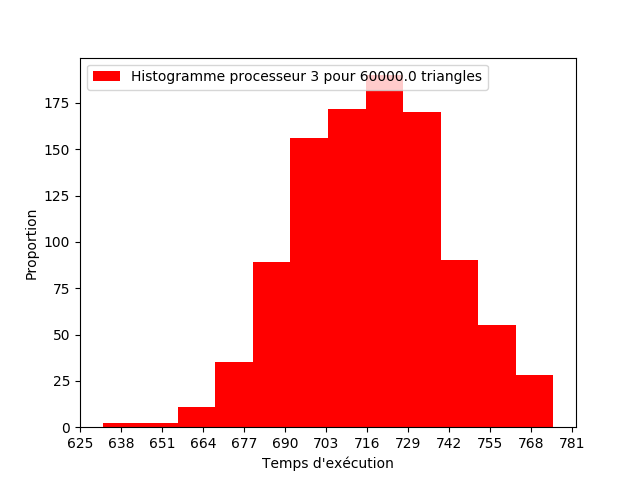 Histogramme processeur 3 pour 60000.0 triangles
175
150
125
100
75
50
25
0
Proportion
625 638 651 664 677 690 703 716 729 742 755 768 781
Temps d'exécution